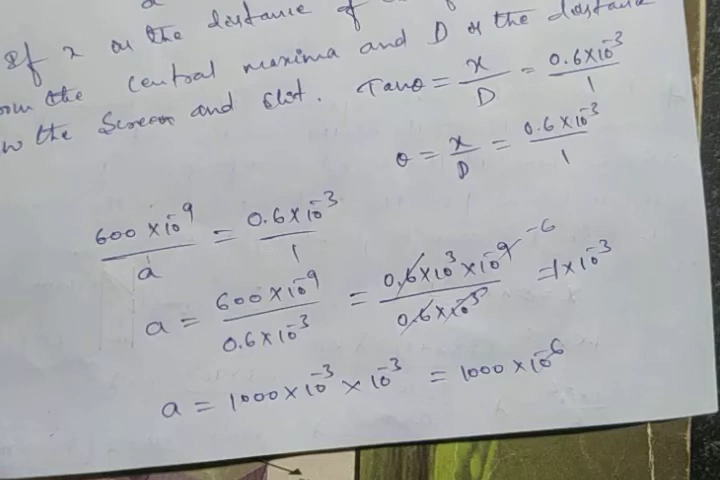 If x is the distance of
from the central maxima and D is the distance
the Screen and Slit. Tanθ = x/D = 0.6×10⁻³/1
θ = x/D = 0.6×10⁻³/1
600×10⁻⁹/a = 0.6×10⁻³/1
a = 600×10⁻⁹/0.6×10⁻³ = 0.6×10³×10⁻⁹ ⁻⁶/0.6×10⁻³ = 1×10⁻³
a = 1000×10⁻³×10⁻³ = 1000×10⁻⁶